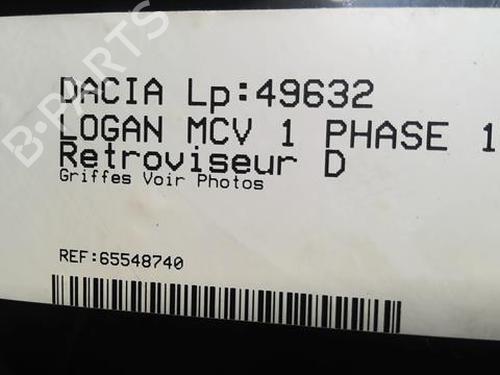 B-PARTS
DACIA Lp:49632
LOGAN MCV 1 PHASE 1
Retroviseur D
Griffes Voir Photos
REF:65548740